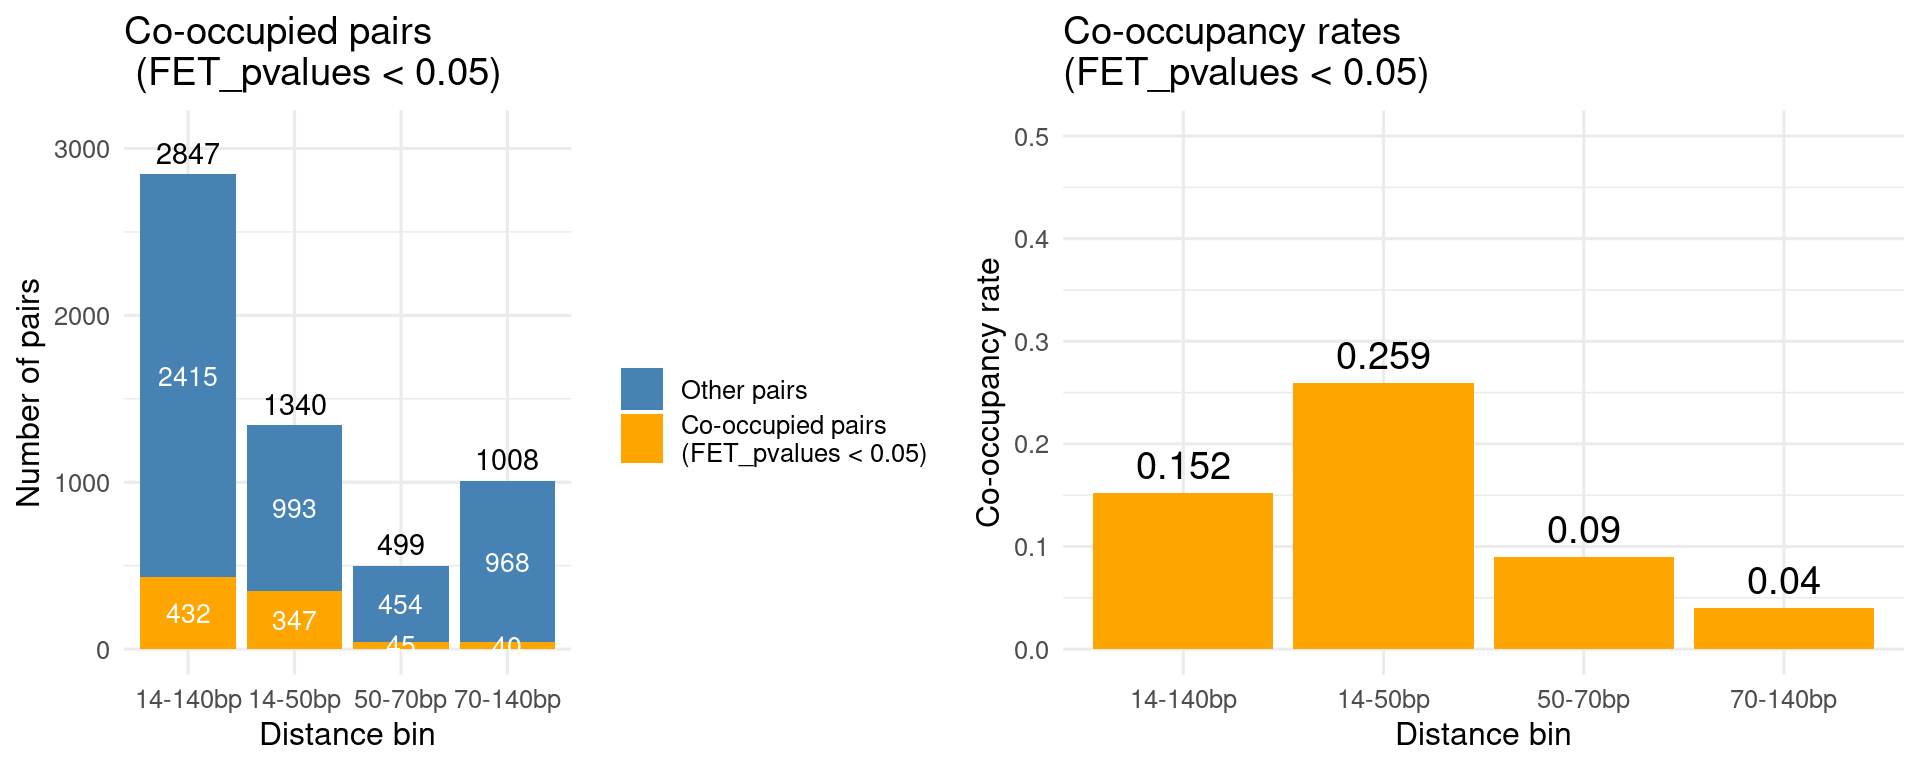 Co-occupied pairs
(FET_pvalues < 0.05)
Number of pairs
3000
2000
1000
0
2847
2415
432
1340
993
347
499
454
45
1008
968
40
14-140bp 14-50bp 50-70bp 70-140bp
Distance bin
Other pairs
Co-occupied pairs
(FET_pvalues < 0.05)
Co-occupancy rates
(FET_pvalues < 0.05)
Co-occupancy rate
0.5
0.4
0.3
0.2
0.1
0.0
0.152
0.259
0.09
0.04
14-140bp 14-50bp 50-70bp 70-140bp
Distance bin